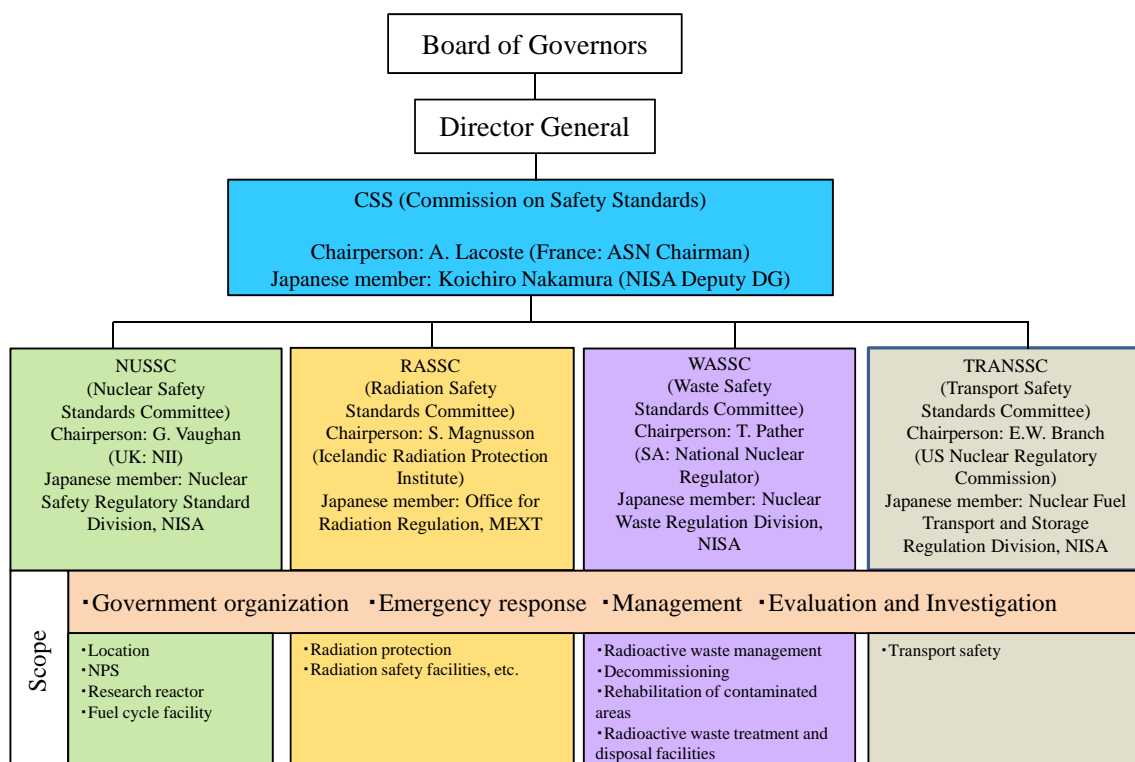 Board of Governors
Director General
CSS (Commission on Safety Standards)
Chairperson: A. Lacoste (France: ASN Chairman)
Japanese member: Koichiro Nakamura (NISA Deputy DG)
NUSSC
(Nuclear Safety
Standards Committee)
Chairperson: G. Vaughan
(UK: NII)
Japanese member: Nuclear
Safety Regulatory Standard
Division, NISA
RASSC
(Radiation Safety
Standards Committee)
Chairperson: S. Magnusson
(Icelandic Radiation Protection
Institute)
Japanese member: Office for
Radiation Regulation, MEXT
WASSC
(Waste Safety
Standards Committee)
Chairperson: T. Pather
(SA: National Nuclear
Regulator)
Japanese member: Nuclear
Waste Regulation Division,
NISA
TRANSSC
(Transport Safety
Standards Committee)
Chairperson: E.W. Branch
(US Nuclear Regulatory
Commission)
Japanese member: Nuclear Fuel
Transport and Storage
Regulation Division, NISA
Scope
・Government organization ・Emergency response ・Management ・Evaluation and Investigation
・Location
・NPS
・Research reactor
・Fuel cycle facility
・Radiation protection
・Radiation safety facilities, etc.
・Radioactive waste management
・Decommissioning
・Rehabilitation of contaminated
areas
・Radioactive waste treatment and
disposal facilities
・Transport safety